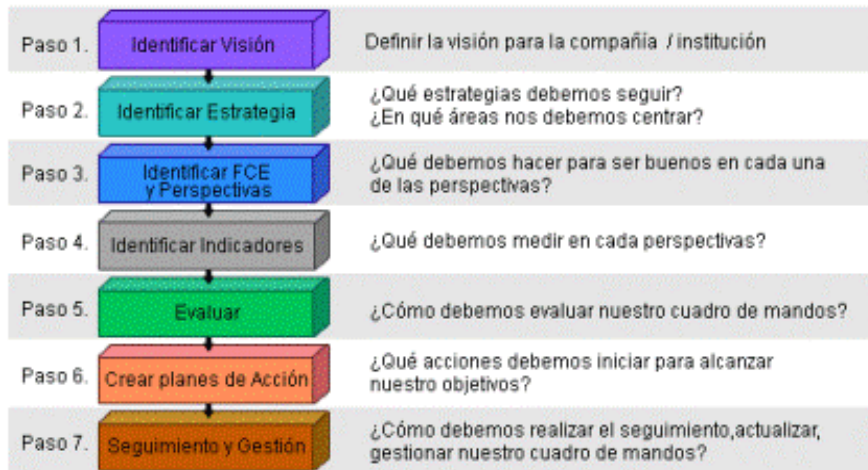 Paso 1.
Identificar Visión
Definir la visión para la compañía / institución
Paso 2.
Identificar Estrategia
¿Qué estrategias debemos seguir?
¿En qué áreas nos debemos centrar?
Paso 3.
Identificar FCE
y Perspectivas
¿Qué debemos hacer para ser buenos en cada una
de las perspectivas?
Paso 4.
Identificar Indicadores
¿Qué debemos medir en cada perspectivas?
Paso 5.
Evaluar
¿Cómo debemos evaluar nuestro cuadro de mandos?
Paso 6.
Crear planes de Acción
¿Qué acciones debemos iniciar para alcanzar
nuestro objetivos?
Paso 7.
Seguimiento y Gestión
¿Cómo debemos realizar el seguimiento,actualizar,
gestionar nuestro cuadro de mandos?